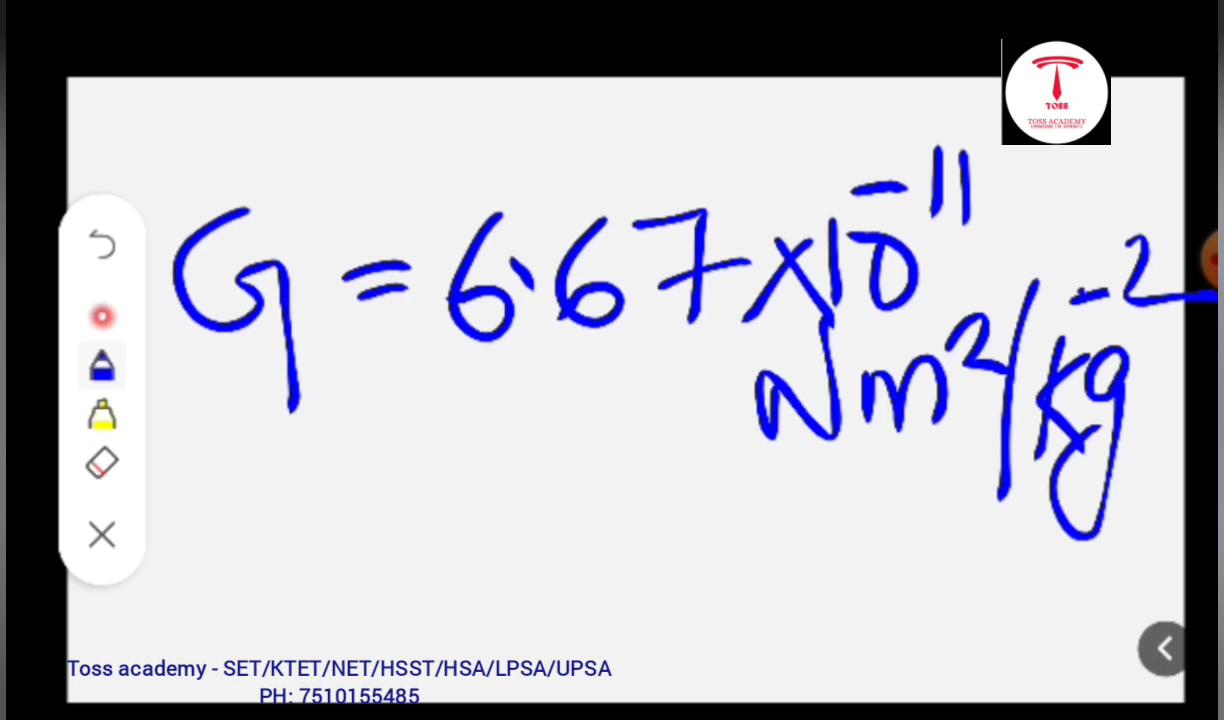 TOSS
TOSS ACADEMY
G = 6.67 ×10⁻¹¹
Nm²/kg⁻²
Toss academy - SET/KTET/NET/HSST/HSA/LPSA/UPSA
PH: 7510155485